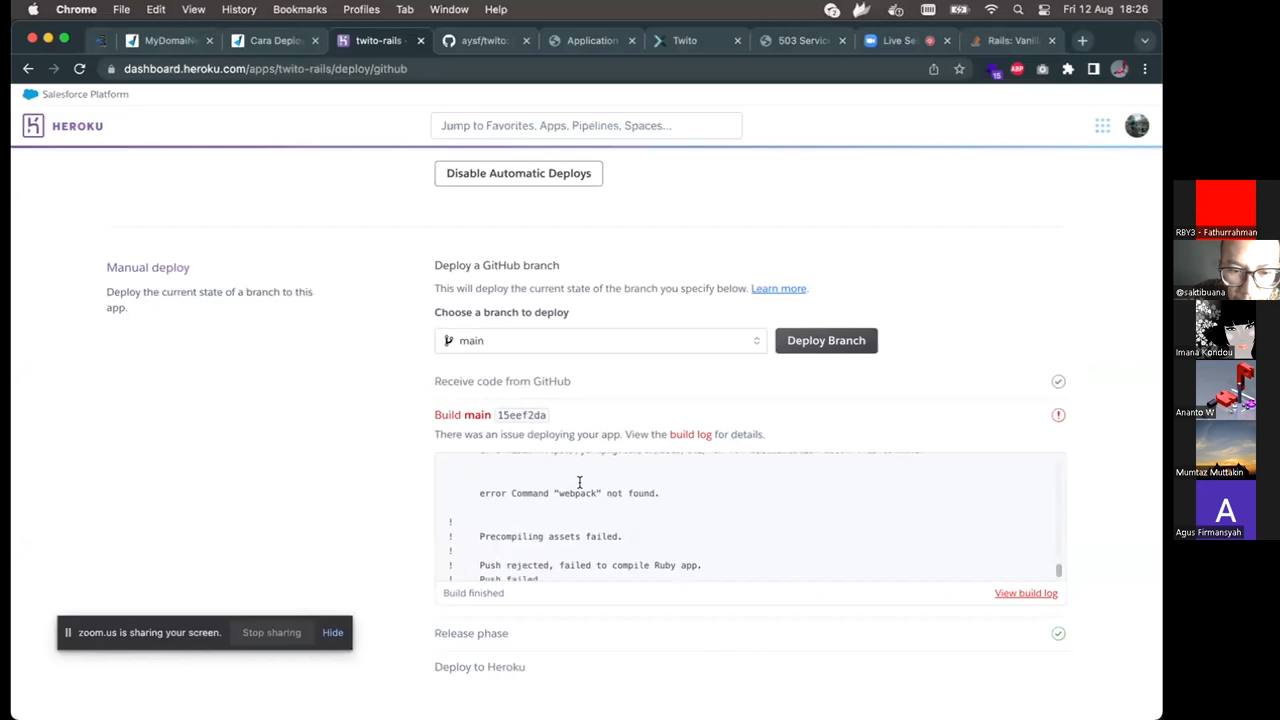 Chrome File Edit View History Bookmarks Profiles Tab Window Help Fri 12 Aug 18:26
MyDomaiN Cara Deplo twito-rails - aysf/twito: Application Twito 503 Servic Live Se Rails: Vanill
dashboard.heroku.com/apps/twito-rails/deploy/github
15
ABP
Salesforce Platform
HEROKU
Jump to Favorites, Apps, Pipelines, Spaces...
Disable Automatic Deploys
Manual deploy
Deploy the current state of a branch to this
app.
Deploy a GitHub branch
This will deploy the current state of the branch you specify below. Learn more.
Choose a branch to deploy
main
Deploy Branch
Receive code from GitHub
Build main 15eef2da
There was an issue deploying your app. View the build log for details.
error Command "webpack" not found.
!
! Precompiling assets failed.
!
! Push rejected, failed to compile Ruby app.
! Push failed
Build finished
View build log
Release phase
Deploy to Heroku
zoom.us is sharing your screen. Stop sharing Hide
RBY3 - Fathurrahman
@saktibuana
Imana Kondou
Ananto W
Mumtaz Muttakin
A
Agus Firmansyah